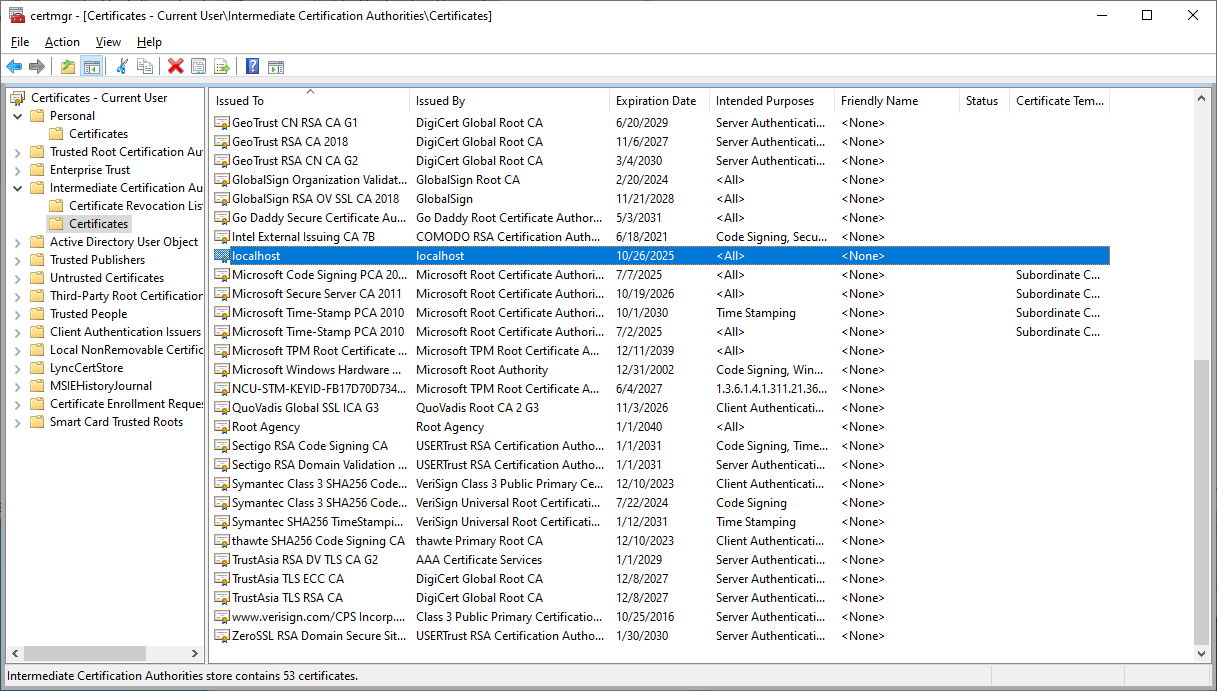 certmgr - [Certificates - Current User\Intermediate Certification Authorities\Certificates]
File Action View Help
Certificates - Current User
Personal
Certificates
Trusted Root Certification Au
Enterprise Trust
Intermediate Certification Au
Certificate Revocation Lis
Certificates
Active Directory User Object
Trusted Publishers
Untrusted Certificates
Third-Party Root Certification
Trusted People
Client Authentication Issuers
Local NonRemovable Certific
LyncCertStore
MSIEHistoryJournal
Certificate Enrollment Reques
Smart Card Trusted Roots
Issued To Issued By Expiration Date Intended Purposes Friendly Name Status Certificate Tem...
GeoTrust CN RSA CA G1 DigiCert Global Root CA 6/20/2029 Server Authenticati... <None>
GeoTrust RSA CA 2018 DigiCert Global Root CA 11/6/2027 Server Authenticati... <None>
GeoTrust RSA CN CA G2 DigiCert Global Root CA 3/4/2030 Server Authenticati... <None>
GlobalSign Organization Validat... GlobalSign Root CA 2/20/2024 <All> <None>
GlobalSign RSA OV SSL CA 2018 GlobalSign 11/21/2028 <All> <None>
Go Daddy Secure Certificate Au... Go Daddy Root Certificate Author... 5/3/2031 <All> <None>
Intel External Issuing CA 7B COMODO RSA Certification Auth... 6/18/2021 Code Signing, Secu... <None>
localhost localhost 10/26/2025 <All> <None>
Microsoft Code Signing PCA 20... Microsoft Root Certificate Authori... 7/7/2025 <All> <None> Subordinate C...
Microsoft Secure Server CA 2011 Microsoft Root Certificate Authori... 10/19/2026 <All> <None> Subordinate C...
Microsoft Time-Stamp PCA 2010 Microsoft Root Certificate Authori... 10/1/2030 Time Stamping <None> Subordinate C...
Microsoft Time-Stamp PCA 2010 Microsoft Root Certificate Authori... 7/2/2025 <All> <None> Subordinate C...
Microsoft TPM Root Certificate ... Microsoft TPM Root Certificate A... 12/11/2039 <All> <None>
Microsoft Windows Hardware ... Microsoft Root Authority 12/31/2002 Code Signing, Win... <None>
NCU-STM-KEYID-FB17D70D734... Microsoft TPM Root Certificate A... 6/4/2027 1.3.6.1.4.1.311.21.36... <None>
QuoVadis Global SSL ICA G3 QuoVadis Root CA 2 G3 11/3/2026 Client Authenticati... <None>
Root Agency Root Agency 1/1/2040 <All> <None>
Sectigo RSA Code Signing CA USERTrust RSA Certification Autho... 1/1/2031 Code Signing, Time... <None>
Sectigo RSA Domain Validation ... USERTrust RSA Certification Autho... 1/1/2031 Server Authenticati... <None>
Symantec Class 3 SHA256 Code... VeriSign Class 3 Public Primary Ce... 12/10/2023 Client Authenticati... <None>
Symantec Class 3 SHA256 Code... VeriSign Universal Root Certificati... 7/22/2024 Code Signing <None>
Symantec SHA256 TimeStampi... VeriSign Universal Root Certificati... 1/12/2031 Time Stamping <None>
thawte SHA256 Code Signing CA thawte Primary Root CA 12/10/2023 Client Authenticati... <None>
TrustAsia RSA DV TLS CA G2 AAA Certificate Services 1/1/2029 Server Authenticati... <None>
TrustAsia TLS ECC CA DigiCert Global Root CA 12/8/2027 Server Authenticati... <None>
TrustAsia TLS RSA CA DigiCert Global Root CA 12/8/2027 Server Authenticati... <None>
www.verisign.com/CPS Incorp.... Class 3 Public Primary Certificatio... 10/25/2016 Server Authenticati... <None>
ZeroSSL RSA Domain Secure Sit... USERTrust RSA Certification Autho... 1/30/2030 Server Authenticati... <None>
Intermediate Certification Authorities store contains 53 certificates.